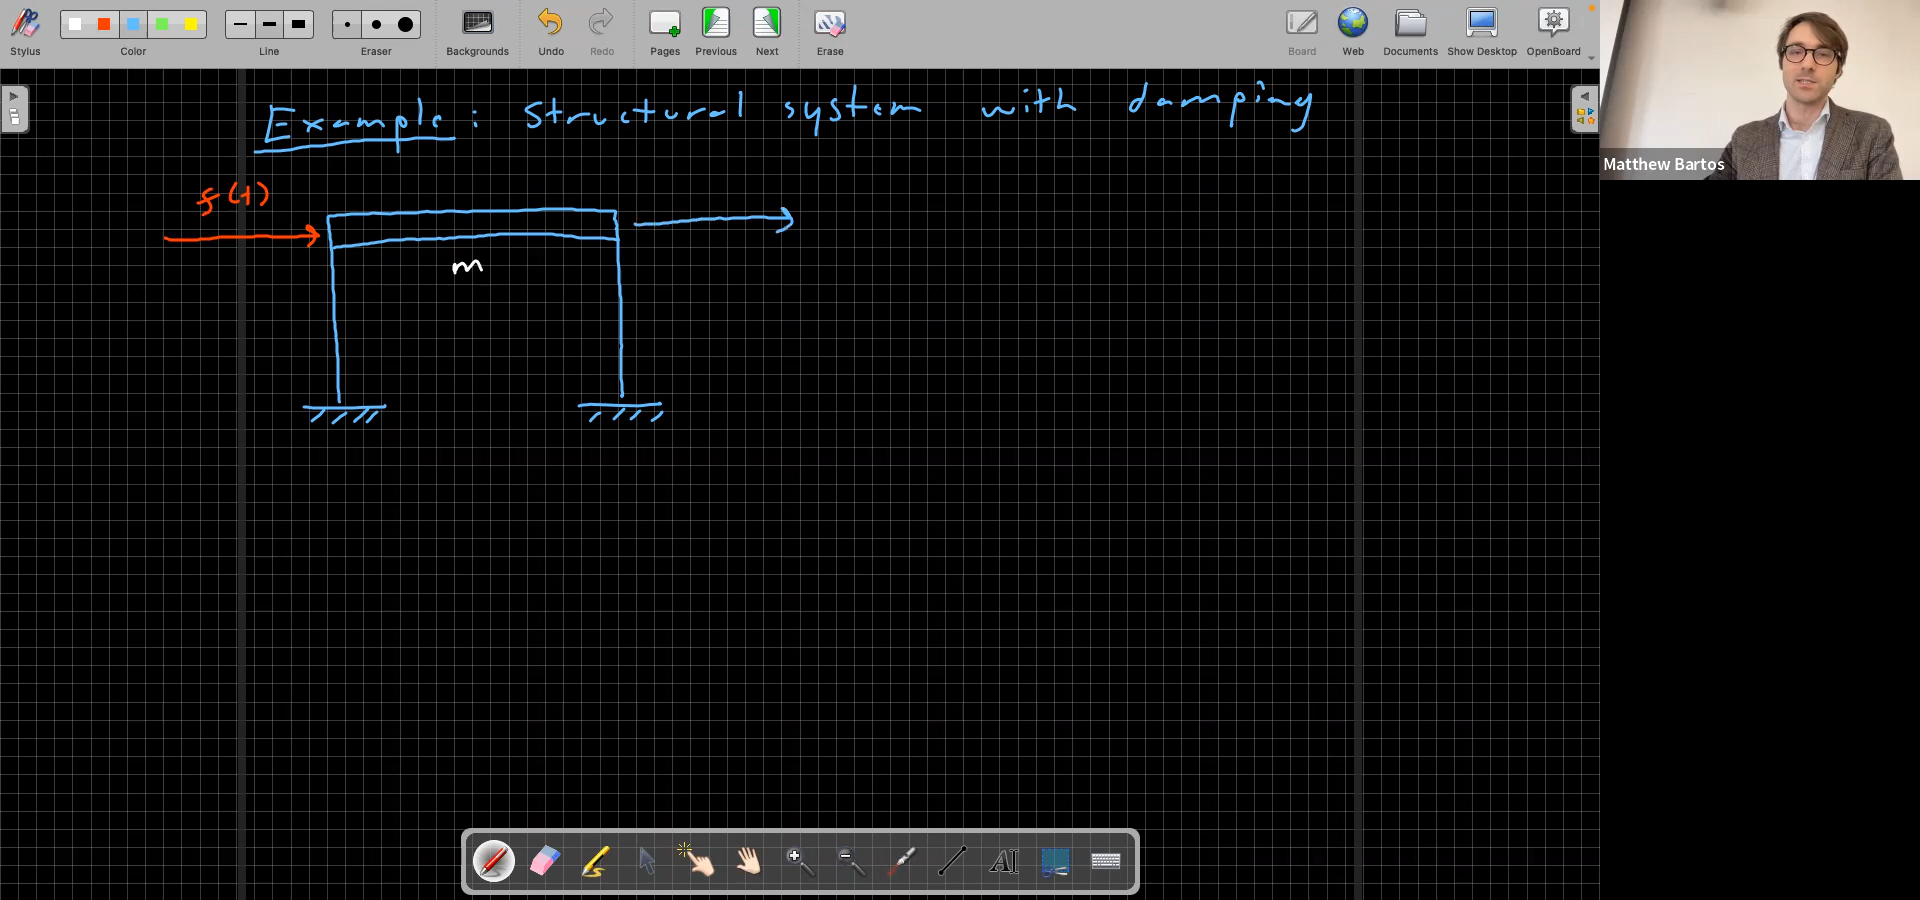 Stylus
Color
Line
Eraser
Backgrounds
Undo
Redo
Pages
Previous
Next
Erase
Board
Web
Documents
Show Desktop
OpenBoard
Matthew Bartos
Example: structural system with damping
f(t)
m
AI